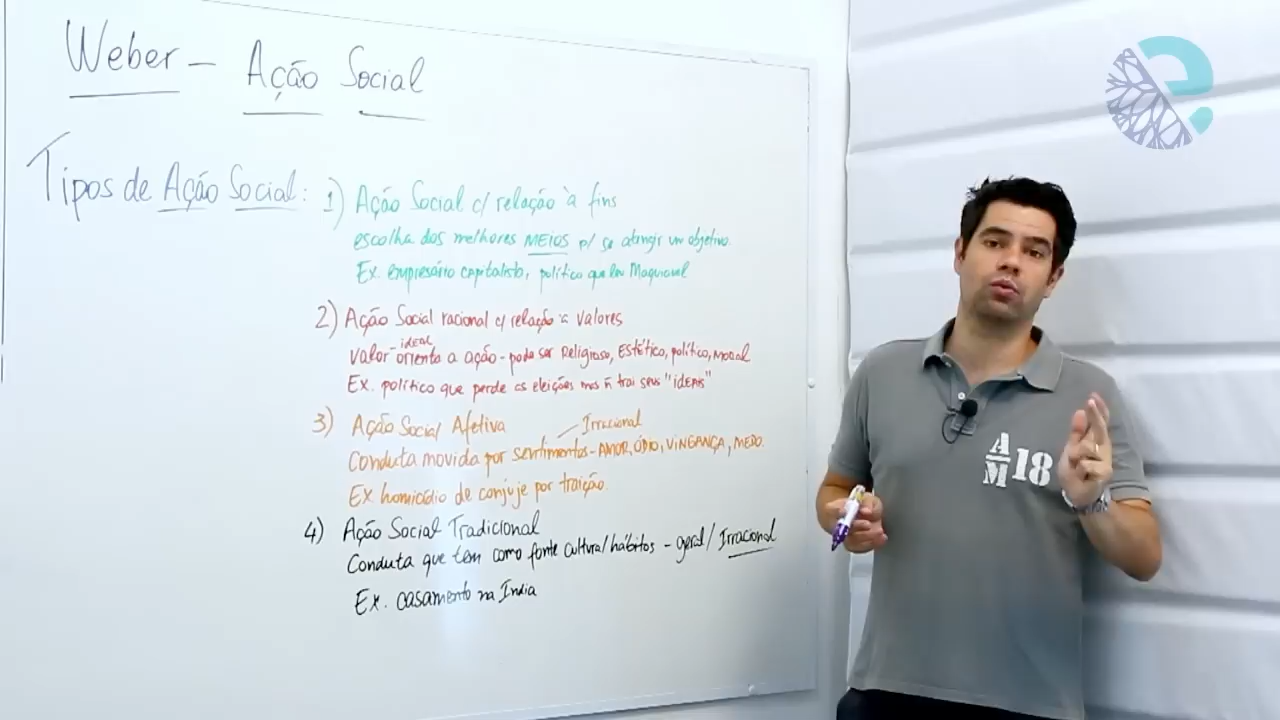 Weber - Ação Social
Tipos de Ação Social:
1) Ação Social c/ relação à fins
escolha dos melhores MEIOS p/ se atingir um objetivo.
Ex. empresário capitalista, político que leu Maquiavel
2) Ação Social racional c/ relação a valores
ideal
valor - orienta a ação - pode ser Religioso, Estético, político, moral
Ex. político que perde as eleições mas ñ trai seus "ideais"
3) Ação Social Afetiva
Irracional
Conduta movida por sentimentos - AMOR, ÓDIO, VINGANÇA, MEDO.
Ex homicídio de conjuje por traição.
4) Ação Social Tradicional
Conduta que tem como fonte cultura/hábitos - geral/Irracional
Ex. casamento na Índia
A
M 18